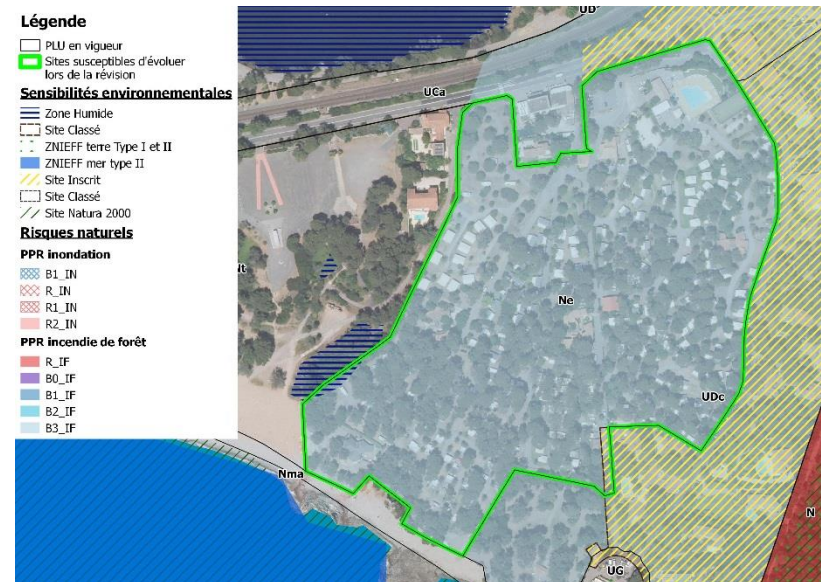 Légende
PLU en vigueur
Sites susceptibles d'évoluer
lors de la révision
Sensibilités environnementales
Zone Humide
Site Classé
ZNIEFF terre Type I et II
ZNIEFF mer type II
Site Inscrit
Site Classé
Site Natura 2000
Risques naturels
PPR inondation
B1_IN
R_IN
R1_IN
R2_IN
PPR incendie de forêt
R_IF
B0_IF
B1_IF
B2_IF
B3_IF
UCa
Ne
UDc
Nma
N
UG